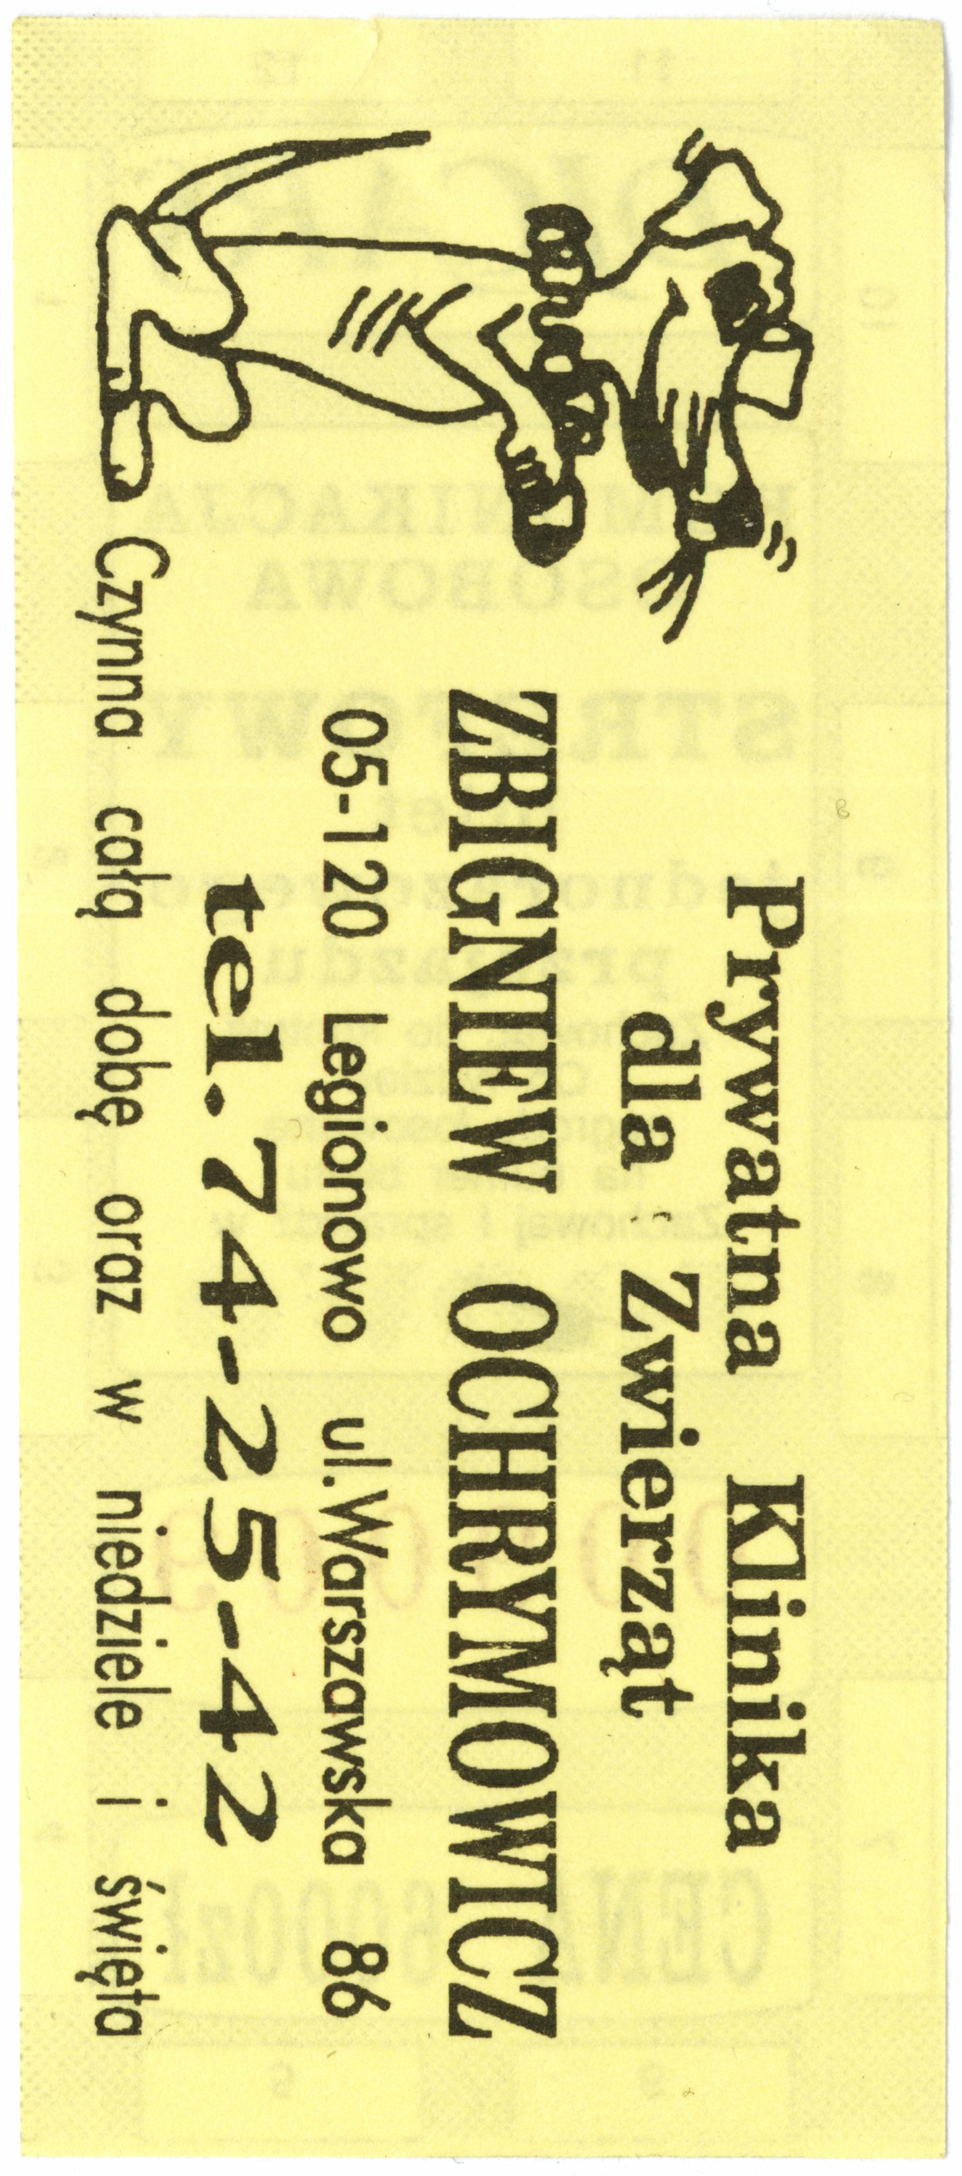 Prywatna Klinika
dla Zwierząt
ZBIGNIEW OCHRYMOWICZ
05-120 Legionowo ul.Warszawska 86
tel.74-25-42
Czynna całą dobę oraz w niedziele i święta